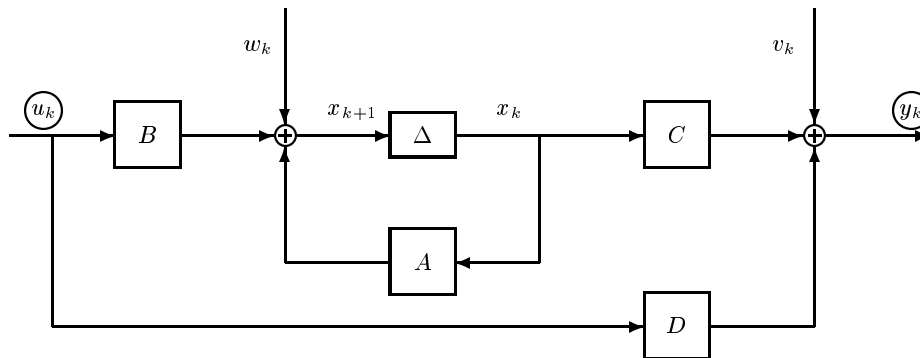 w_k v_k
u_k x_{k+1} x_k y_k
B Δ C
A
D